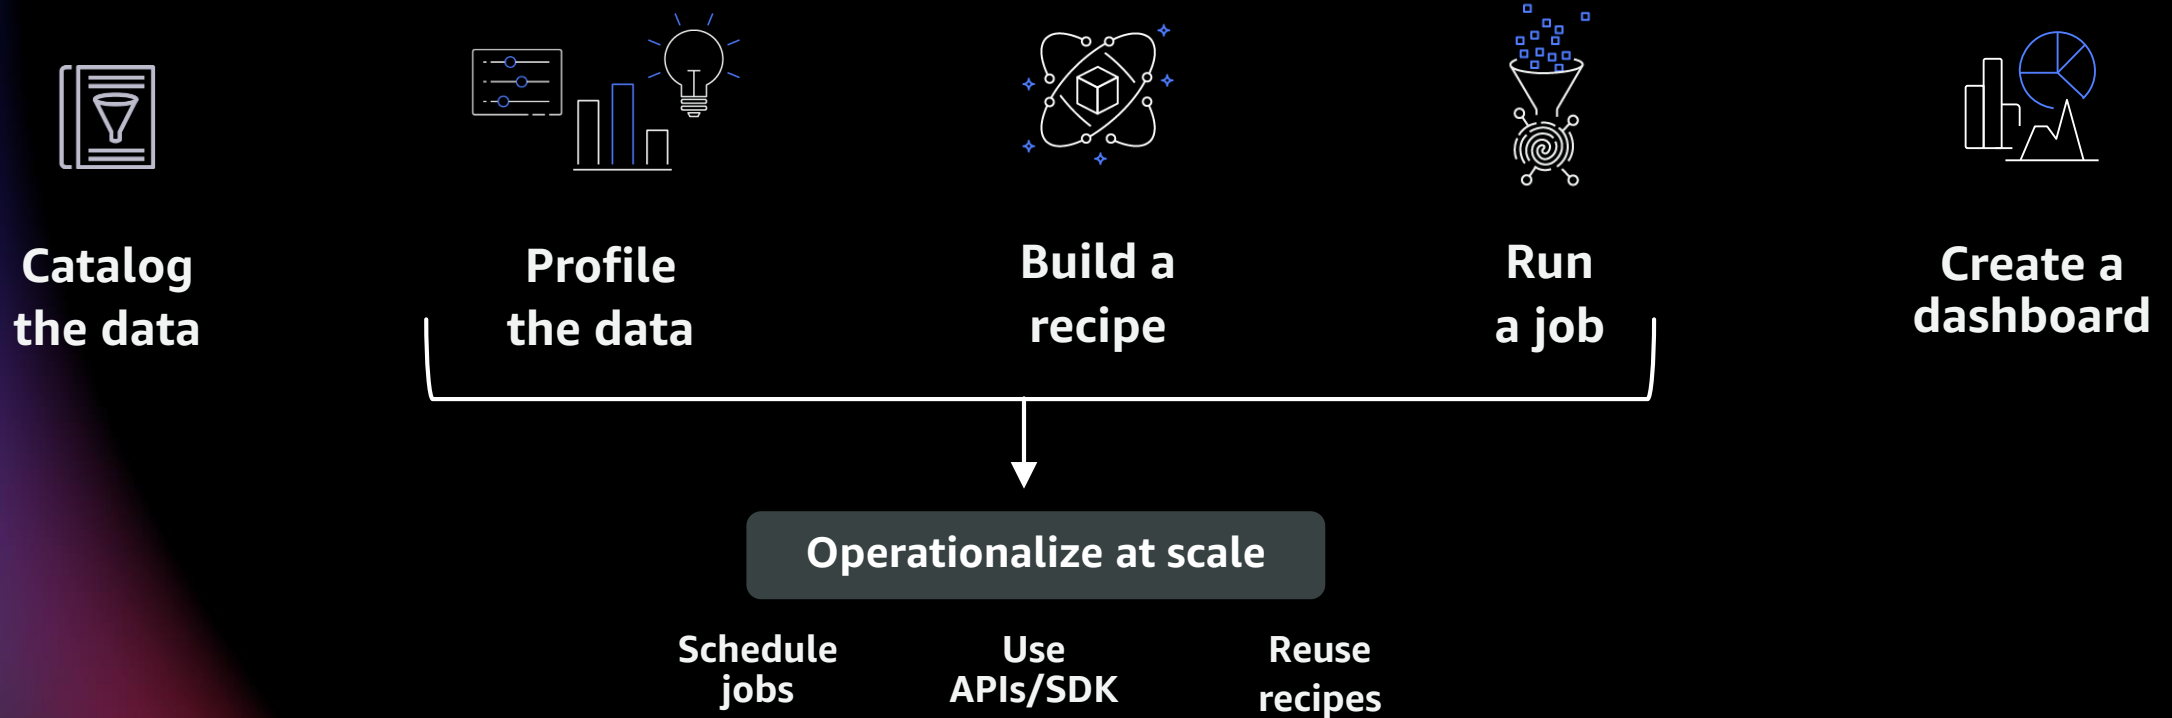 Catalog
the data
Profile
the data
Build a
recipe
Run
a job
Create a
dashboard
Operationalize at scale
Schedule
jobs
Use
APIs/SDK
Reuse
recipes